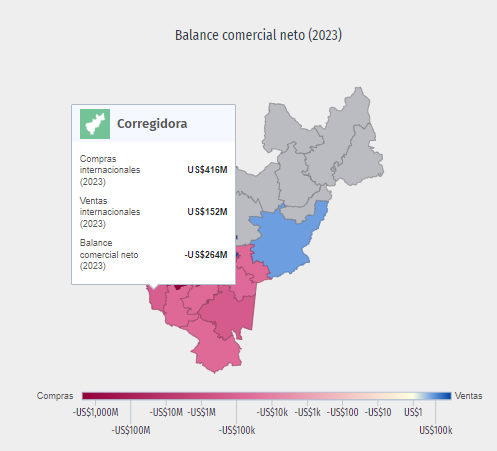 Balance comercial neto (2023)
Corregidora
Compras
internacionales US$416M
(2023)
Ventas
internacionales US$152M
(2023)
Balance
comercial neto -US$264M
(2023)
Compras Ventas
-US$1,000M -US$10M -US$1M -US$10k -US$1k -US$100 -US$10 US$1
-US$100M -US$100k US$100k